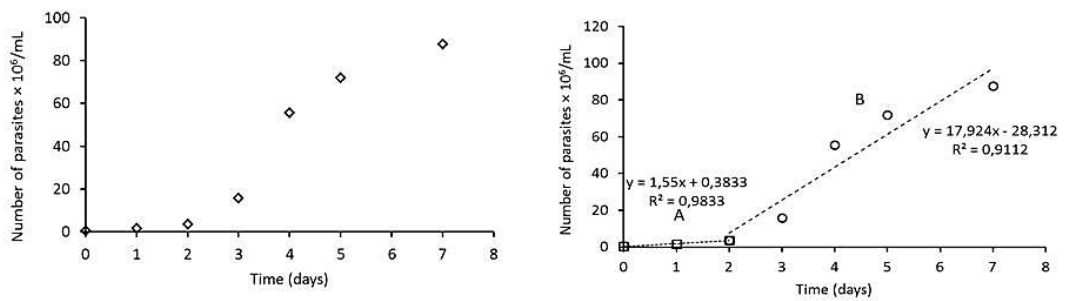 Number of parasites × 10⁶/mL
100
80
60
40
20
0
0 1 2 3 4 5 6 7 8
Time (days)
Number of parasites × 10⁶/mL
120
100
80
60
40
20
0
B
y = 17,924x - 28,312
R² = 0,9112
y = 1,55x + 0,3833
R² = 0,9833
A
0 1 2 3 4 5 6 7 8
Time (days)